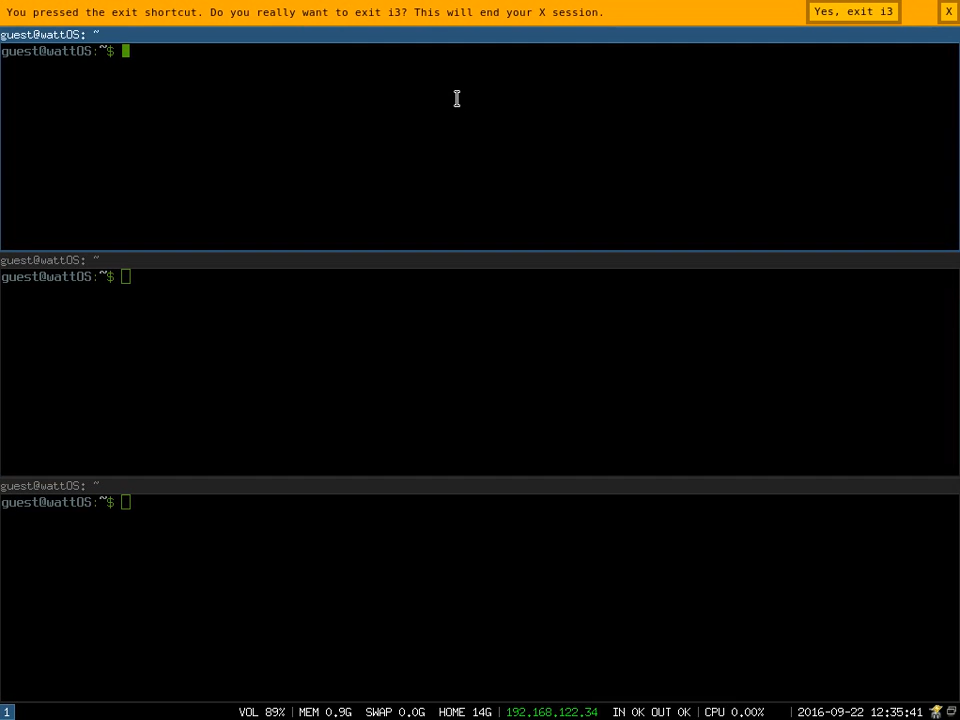 You pressed the exit shortcut. Do you really want to exit i3? This will end your X session. Yes, exit i3 X
guest@wattOS: ~
guest@wattOS:~$
guest@wattOS: ~
guest@wattOS:~$
guest@wattOS: ~
guest@wattOS:~$
1 VOL 89% | MEM 0.9G SWAP 0.0G HOME 14G | 192.168.122.34 IN OK OUT OK | CPU 0.00% | 2016-09-22 12:35:41